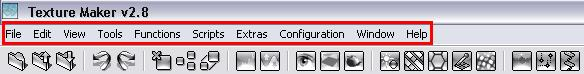 Texture Maker v2.8
File Edit View Tools Functions Scripts Extras Configuration Window Help